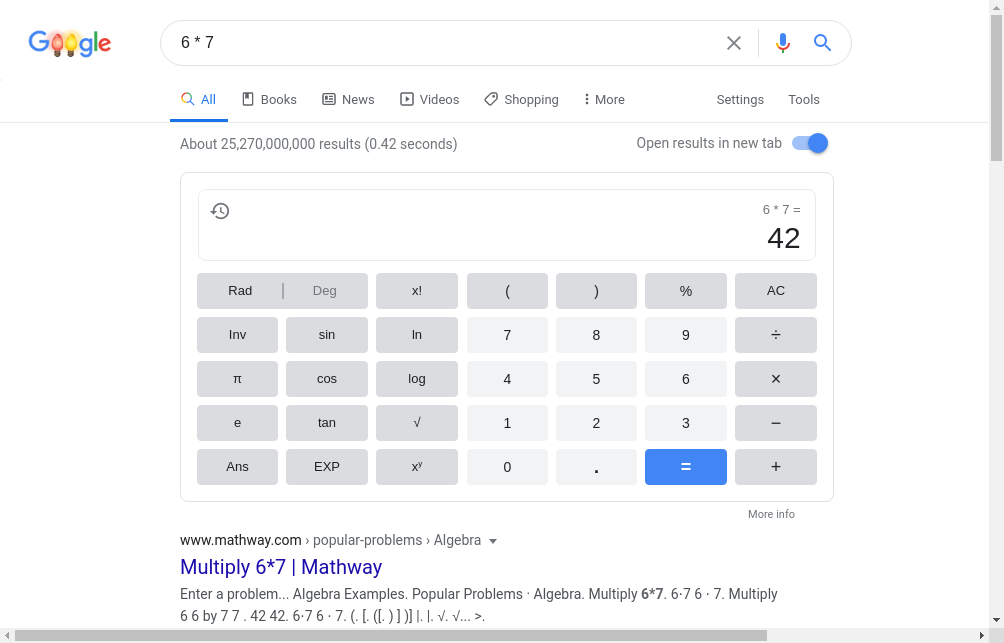 Google
6 * 7
All Books News Videos Shopping More Settings Tools
About 25,270,000,000 results (0.42 seconds) Open results in new tab
6 * 7 =
42
Rad | Deg x! ( ) % AC
Inv sin ln 7 8 9 ÷
π cos log 4 5 6 ×
e tan √ 1 2 3 −
Ans EXP xʸ 0 . = +
More info
www.mathway.com › popular-problems › Algebra
Multiply 6*7 | Mathway
Enter a problem... Algebra Examples. Popular Problems · Algebra. Multiply 6*7. 6⋅7 6 ⋅ 7. Multiply
6 6 by 7 7 . 42 42. 6⋅7 6 ⋅ 7. (. [. ([. ) ] )] |. |. √. √... >.